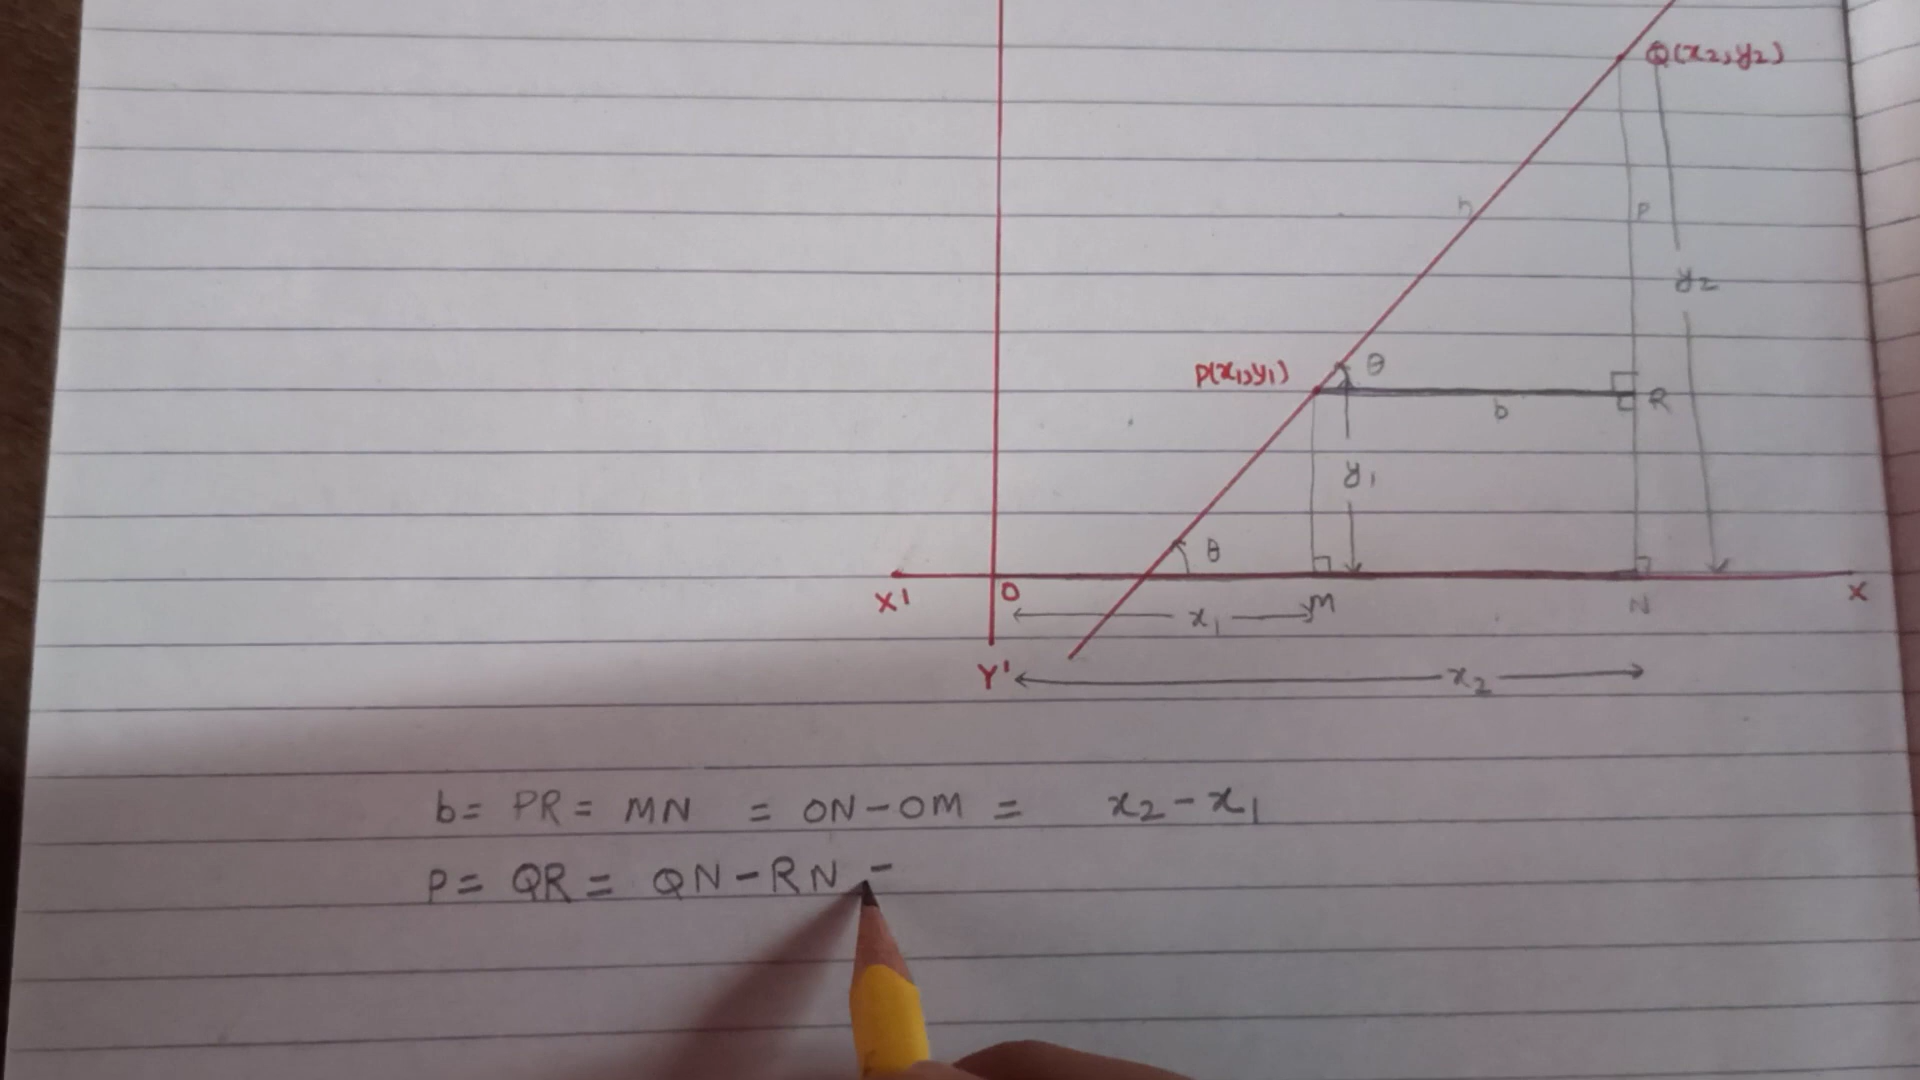 Q(x2,y2)
h
P
y2
P(x1,y1)
θ
b
R
y1
θ
X'
O
M
N
X
x1
Y'
x2
b = PR = MN = ON - OM = x2 - x1
P = QR = QN - RN =